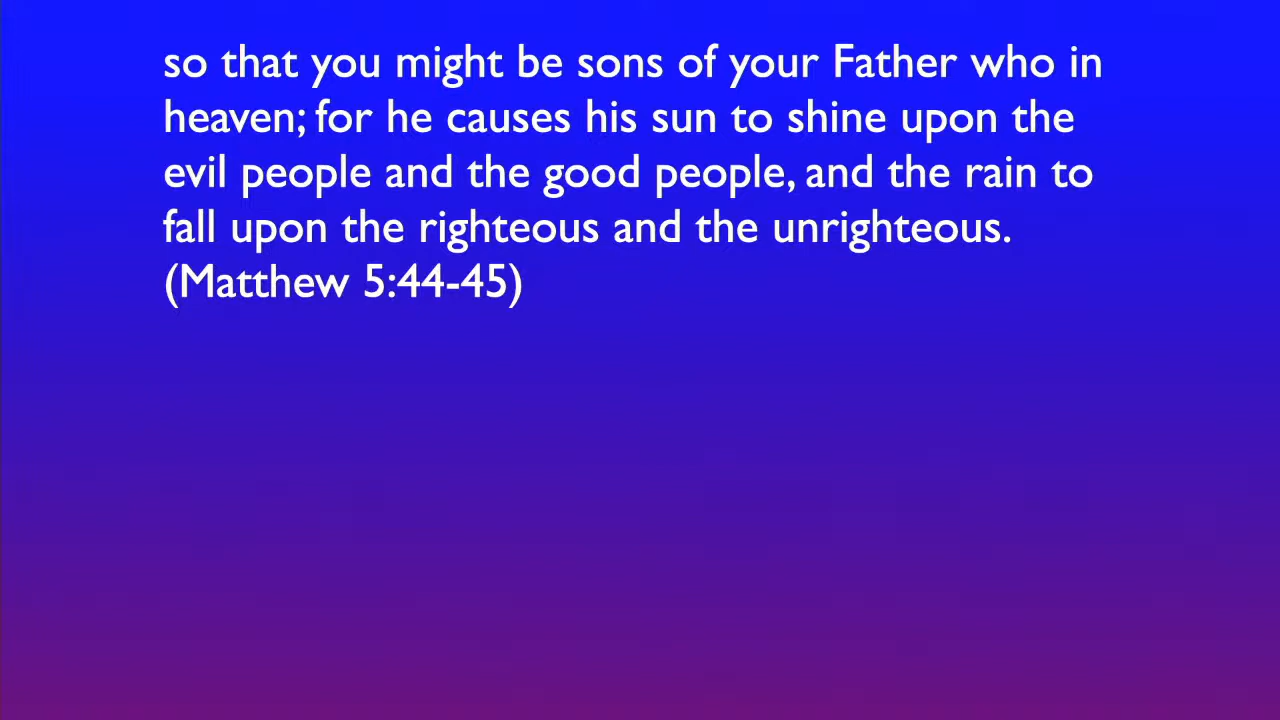 so that you might be sons of your Father who in
heaven; for he causes his sun to shine upon the
evil people and the good people, and the rain to
fall upon the righteous and the unrighteous.
(Matthew 5:44-45)